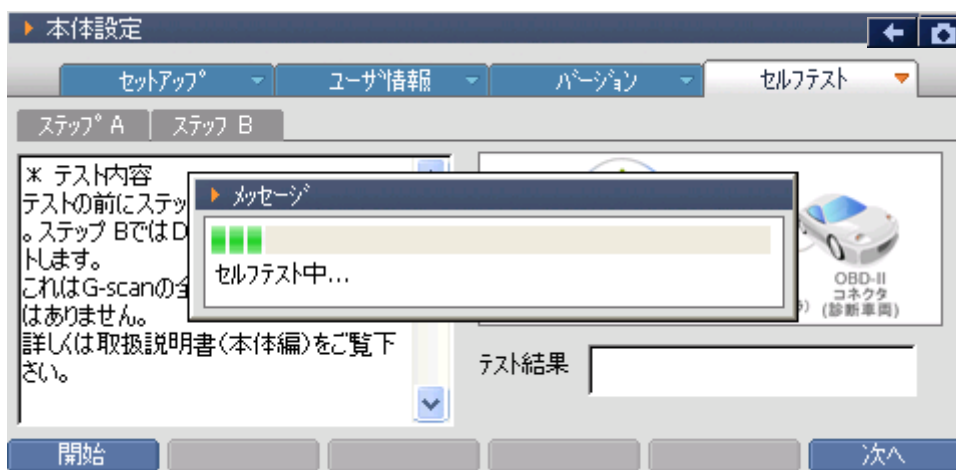 本体設定
セットアップ
ユーザ情報
バージョン
セルフテスト
ステップ A
ステップ B
* テスト内容
テストの前にステッ
。ステップ BではD
トします。
これはG-scanの全
はありません。
詳しくは取扱説明書(本体編)をご覧下
さい。
メッセージ
セルフテスト中...
OBD-II
コネクタ
(診断車両)
テスト結果
開始
次へ